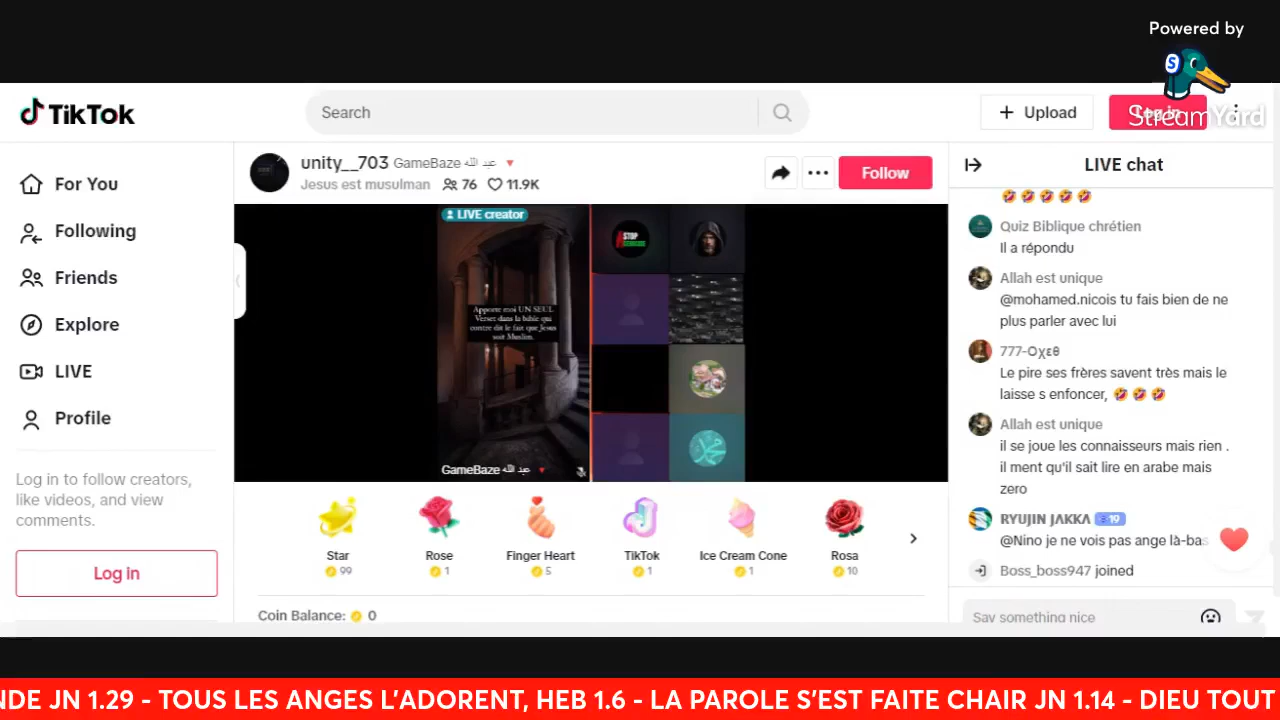 Powered by
StreamYard
TikTok
Search
Upload
Log in
For You
Following
Friends
Explore
LIVE
Profile
Log in to follow creators,
like videos, and view
comments.
Log in
unity__703 GameBaze عبد الله
Jesus est musulman 76 11.9K
Follow
LIVE creator
Apporte moi UN SEUL
Verset dans la bible qui
contre dit le fait que Jesus
soit Muslim.
STOP
GameBaze عبد الله
Star
99
Rose
1
Finger Heart
5
TikTok
1
Ice Cream Cone
1
Rosa
10
Coin Balance: 0
LIVE chat
🤣🤣🤣🤣🤣
Quiz Biblique chrétien
Il a répondu
Allah est unique
@mohamed.nicois tu fais bien de ne
plus parler avec lui
777-Οχεθ
Le pire ses frères savent très mais le
laisse s enfoncer, 🤣🤣🤣
Allah est unique
il se joue les connaisseurs mais rien .
il ment qu'il sait lire en arabe mais
zero
RYUJIN JAKKA 19
@Nino je ne vois pas ange là-bas
Boss_boss947 joined
Say something nice
NDE JN 1.29 - TOUS LES ANGES L'ADORENT, HEB 1.6 - LA PAROLE S'EST FAITE CHAIR JN 1.14 - DIEU TOUT